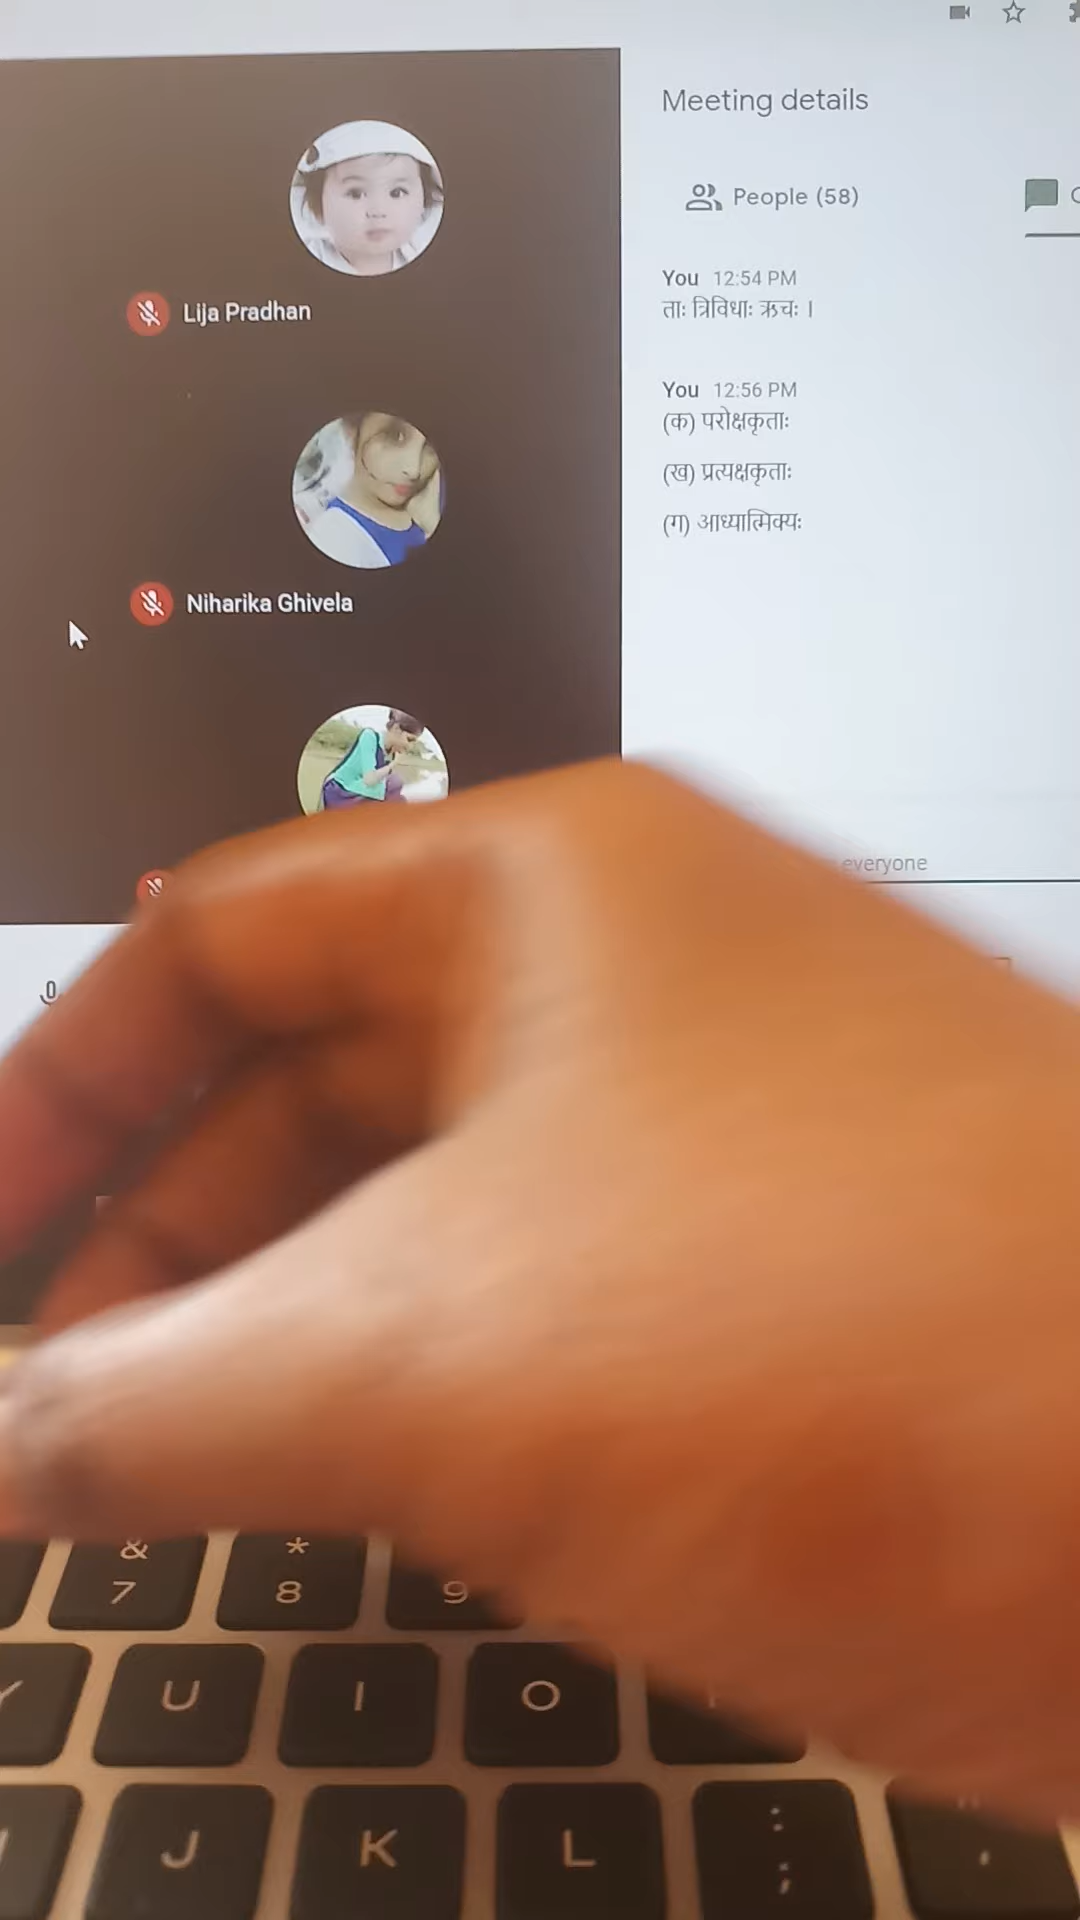 Meeting details
People (58)
You 12:54 PM
ताः त्रिविधाः ऋचः ।
You 12:56 PM
(क) परोक्षकृताः
(ख) प्रत्यक्षकृताः
(ग) आध्यात्मिक्यः
everyone
Lija Pradhan
Niharika Ghivela
& *
7 8 9
Y U I O
J K L : ;